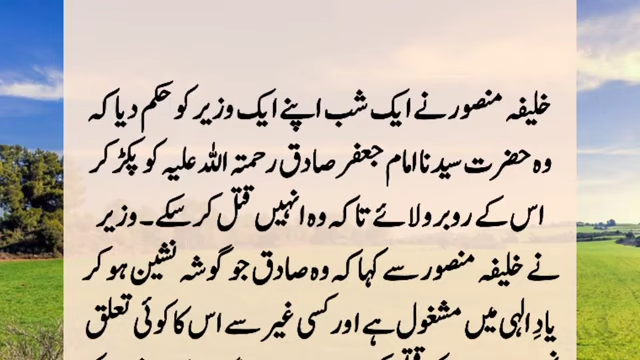 خلیفہ منصور نے ایک شب اپنے ایک وزیر کو حکم دیا کہ
وہ حضرت سیدنا امام جعفر صادق رحمتہ اللہ علیہ کو پکڑ کر
اس کے روبرو لائے تاکہ وہ انہیں قتل کر سکے۔ وزیر
نے خلیفہ منصور سے کہا کہ وہ صادق جو گوشہ نشین ہو کر
یادِ الہی میں مشغول ہے اور کسی غیر سے اس کا کوئی تعلق